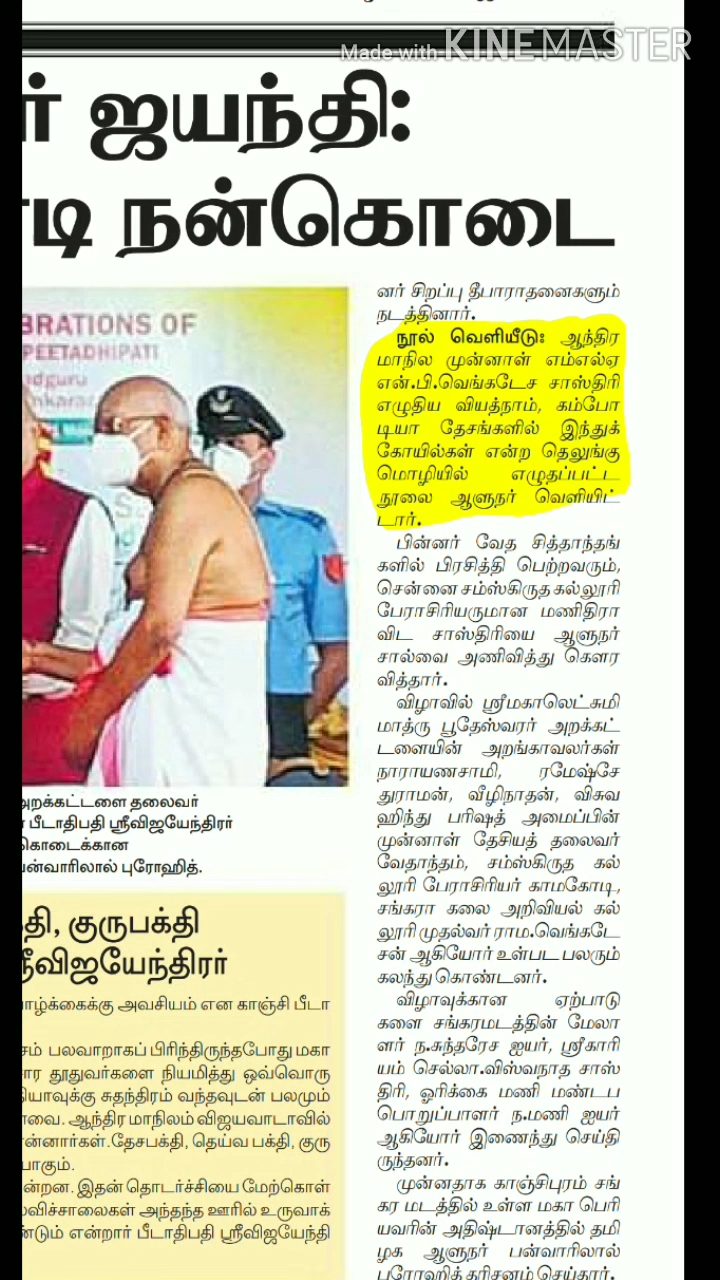 Made with KINEMASTER
ர் ஜயந்தி:
டி நன்கொடை
BRATIONS OF
PEETADHIPATI
adguru
nkarac
னர் சிறப்பு தீபாராதனைகளும்
நடத்தினார்.
நூல் வெளியீடு: ஆந்திர
மாநில முன்னாள் எம்எல்ஏ
என்.பி.வெங்கடேச சாஸ்திரி
எழுதிய வியத்நாம், கம்போ
டியா தேசங்களில் இந்துக்
கோயில்கள் என்ற தெலுங்கு
மொழியில் எழுதப்பட்ட
நூலை ஆளுநர் வெளியிட்
டார்.
பின்னர் வேத சித்தாந்தங்
களில் பிரசித்தி பெற்றவரும்,
சென்னை சம்ஸ்கிருத கல்லூரி
பேராசிரியருமான மணிதிரா
விட சாஸ்திரியை ஆளுநர்
சால்வை அணிவித்து கௌர
வித்தார்.
விழாவில் ஸ்ரீமகாலெட்சுமி
மாத்ரு பூதேஸ்வரர் அறக்கட்
டளையின் அறங்காவலர்கள்
நாராயணசாமி, ரமேஷ்சே
துராமன், வீழிநாதன், விசுவ
ஹிந்து பரிஷத் அமைப்பின்
முன்னாள் தேசியத் தலைவர்
வேதாந்தம், சம்ஸ்கிருத கல்
லூரி பேராசிரியர் காமகோடி,
சங்கரா கலை அறிவியல் கல்
லூரி முதல்வர் ராம.வெங்கடே
சன் ஆகியோர் உள்பட பலரும்
கலந்து கொண்டனர்.
விழாவுக்கான ஏற்பாடு
களை சங்கரமடத்தின் மேலா
ளர் ந.சுந்தரேச ஐயர், ஸ்ரீகாரி
யம் செல்லா.விஸ்வநாத சாஸ்
திரி, ஓரிக்கை மணி மண்டப
பொறுப்பாளர் ந.மணி ஐயர்
ஆகியோர் இணைந்து செய்தி
ருந்தனர்.
முன்னதாக காஞ்சிபுரம் சங்
கர மடத்தில் உள்ள மகா பெரி
யவரின் அதிஷ்டானத்தில் தமி
ழக ஆளுநர் பன்வாரிலால்
புரோஹித் தரிசனம் செய்தார்.
அறக்கட்டளை தலைவர்
பீடாதிபதி ஸ்ரீவிஜயேந்திரர்
கொடைக்கான
பன்வாரிலால் புரோஹித்.
தி, குருபக்தி
ஸ்ரீவிஜயேந்திரர்
வாழ்க்கைக்கு அவசியம் என காஞ்சி பீடா
சம் பலவாறாகப் பிரிந்திருந்தபோது மகா
ார தூதுவர்களை நியமித்து ஒவ்வொரு
தியாவுக்கு சுதந்திரம் வந்தவுடன் பலமும்
வை. ஆந்திர மாநிலம் விஜயவாடாவில்
ன்னார்கள்.தேசபக்தி, தெய்வ பக்தி, குரு
பாகும்.
ன்றன. இதன் தொடர்ச்சியை மேற்கொள்
லவிச்சாலைகள் அந்தந்த ஊரில் உருவாக்
ண்டும் என்றார் பீடாதிபதி ஸ்ரீவிஜயேந்தி